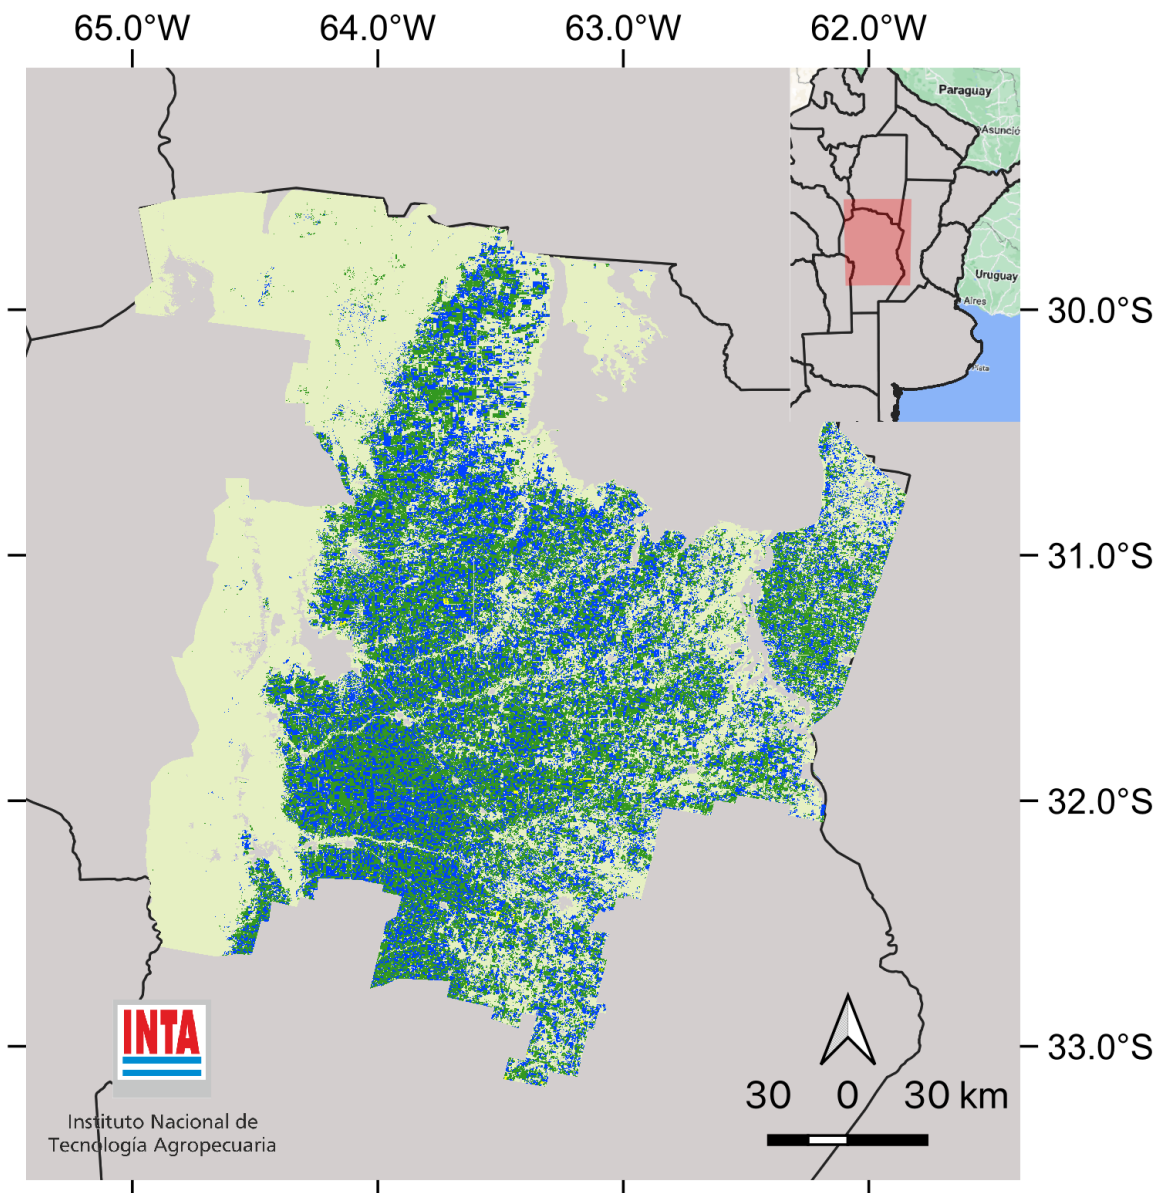 65.0°W 64.0°W 63.0°W 62.0°W
Paraguay
Asunció
Uruguay
Aires
30.0°S
31.0°S
32.0°S
33.0°S
INTA
Instituto Nacional de
Tecnología Agropecuaria
30 0 30 km